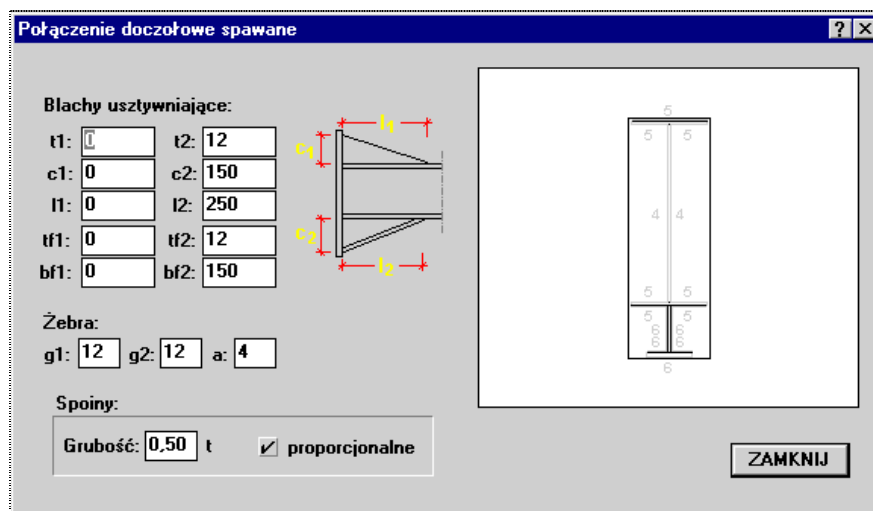 Połączenie doczołowe spawane
Blachy usztywniające:
t1: 0 t2: 12
c1: 0 c2: 150
l1: 0 l2: 250
tf1: 0 tf2: 12
bf1: 0 bf2: 150
l1
c1
c2
l2
Żebra:
g1: 12 g2: 12 a: 4
Spoiny:
Grubość: 0,50 t ✓ proporcjonalne
5
5 5
4 4
5 5
5 5
6 6
6 6
6
ZAMKNIJ